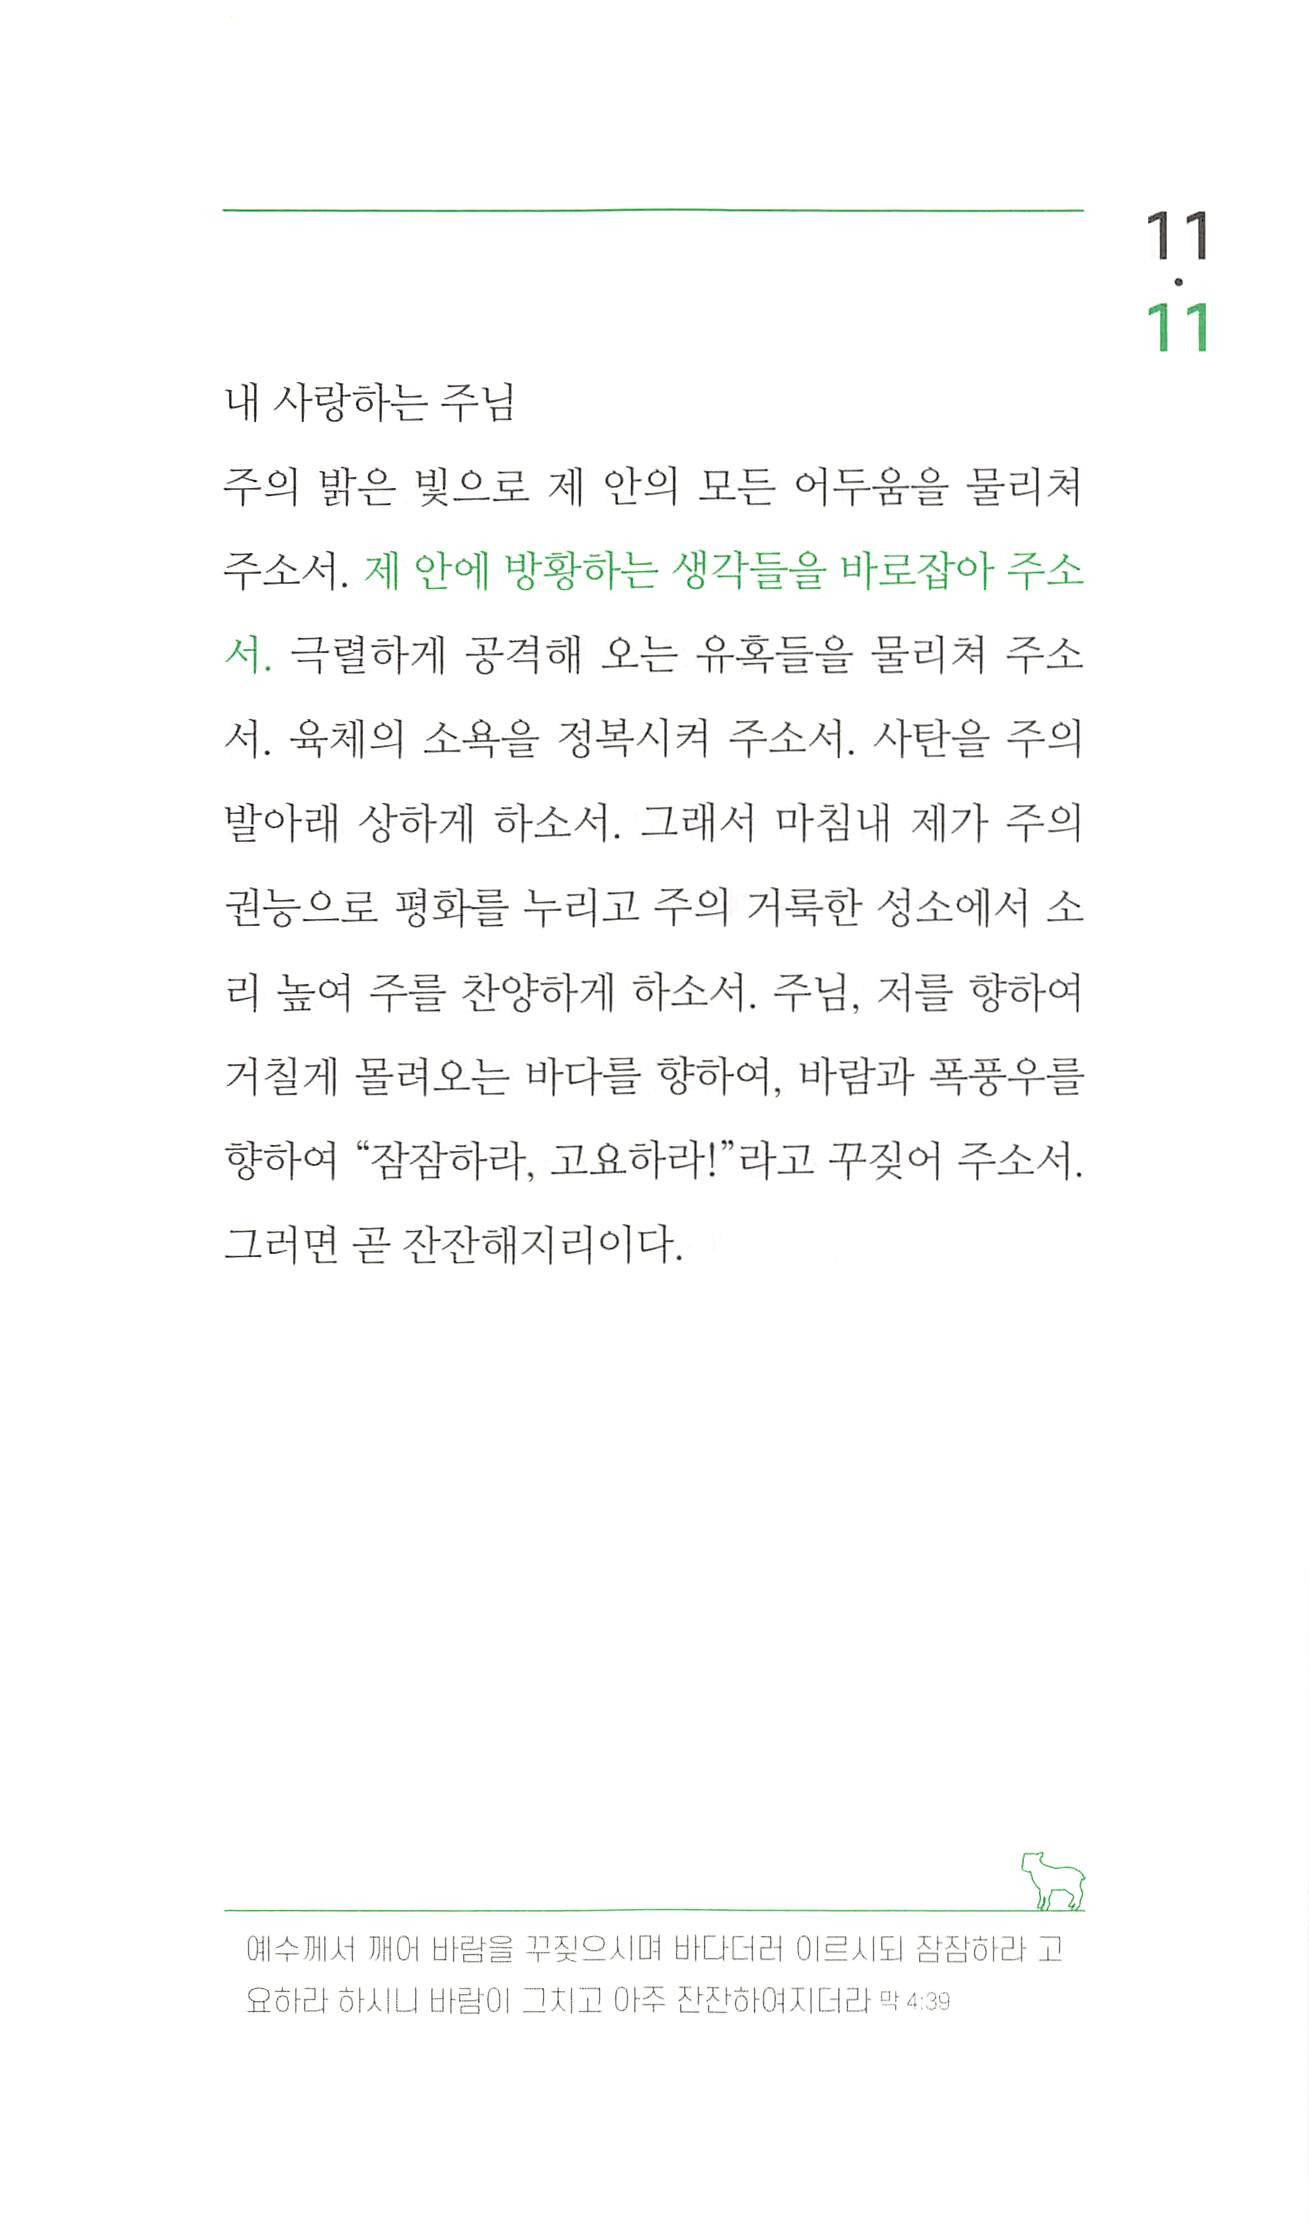 11
·
11
내 사랑하는 주님
주의 밝은 빛으로 제 안의 모든 어두움을 물리쳐
주소서. 제 안에 방황하는 생각들을 바로잡아 주소
서. 극렬하게 공격해 오는 유혹들을 물리쳐 주소
서. 육체의 소욕을 정복시켜 주소서. 사탄을 주의
발아래 상하게 하소서. 그래서 마침내 제가 주의
권능으로 평화를 누리고 주의 거룩한 성소에서 소
리 높여 주를 찬양하게 하소서. 주님, 저를 향하여
거칠게 몰려오는 바다를 향하여, 바람과 폭풍우를
향하여 “잠잠하라, 고요하라!”라고 꾸짖어 주소서.
그러면 곧 잔잔해지리이다.
예수께서 깨어 바람을 꾸짖으시며 바다더러 이르시되 잠잠하라 고
요하라 하시니 바람이 그치고 아주 잔잔하여지더라 막 4:39